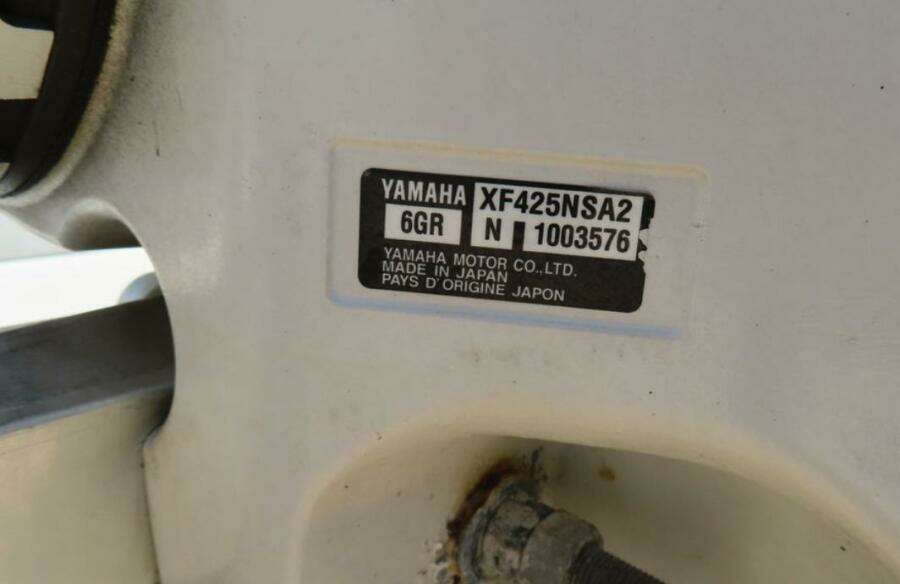 YAMAHA XF425NSA2
6GR N 1003576
YAMAHA MOTOR CO.,LTD.
MADE IN JAPAN
PAYS D'ORIGINE JAPON